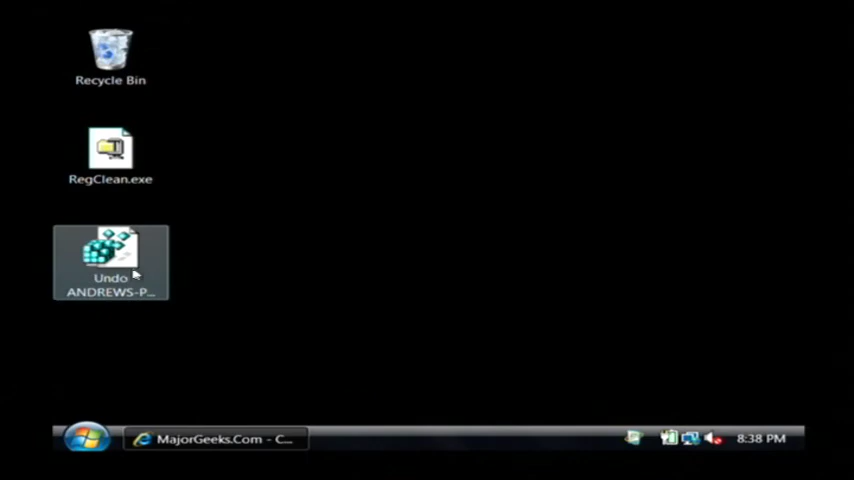 Recycle Bin
RegClean.exe
Undo
ANDREWS-P...
MajorGeeks.Com - C...
8:38 PM